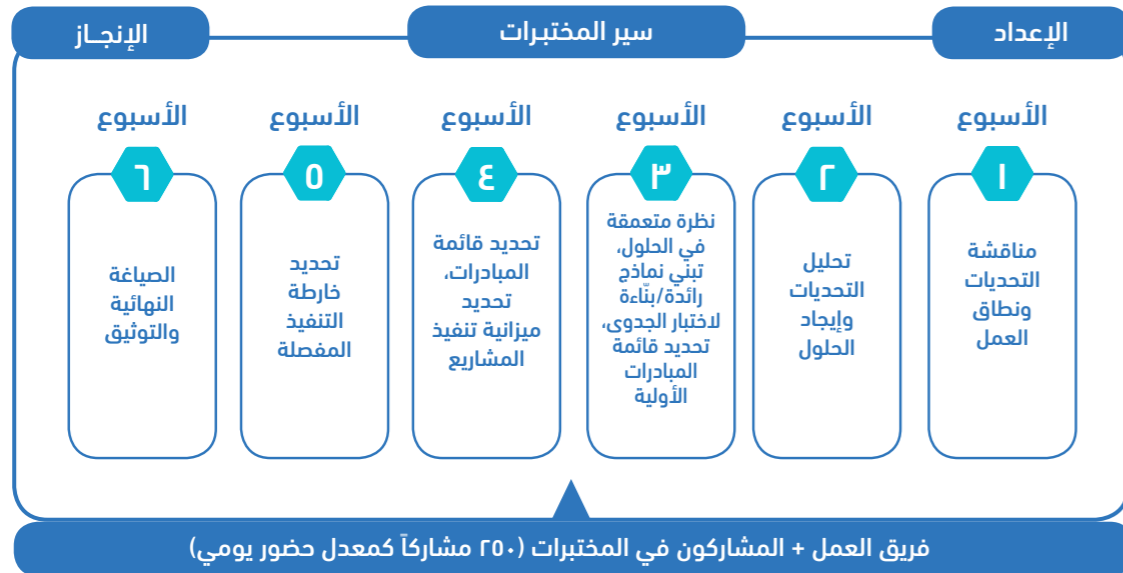 الإعداد
سير المختبرات
الإنجــاز
الأسبوع
١
مناقشة
التحديات
ونطاق
العمل
الأسبوع
٢
تحليل
التحديات
وإيجاد
الحلول
الأسبوع
٣
نظرة متعمقة
في الحلول،
تبني نماذج
رائدة/بنّاءة
لاختبار الجدوى،
تحديد قائمة
المبادرات
الأولية
الأسبوع
٤
تحديد قائمة
المبادرات،
تحديد
ميزانية تنفيذ
المشاريع
الأسبوع
٥
تحديد
خارطة
التنفيذ
المفصلة
الأسبوع
٦
الصياغة
النهائية
والتوثيق
فريق العمل + المشاركون في المختبرات (٢٥٠ مشاركاً كمعدل حضور يومي)